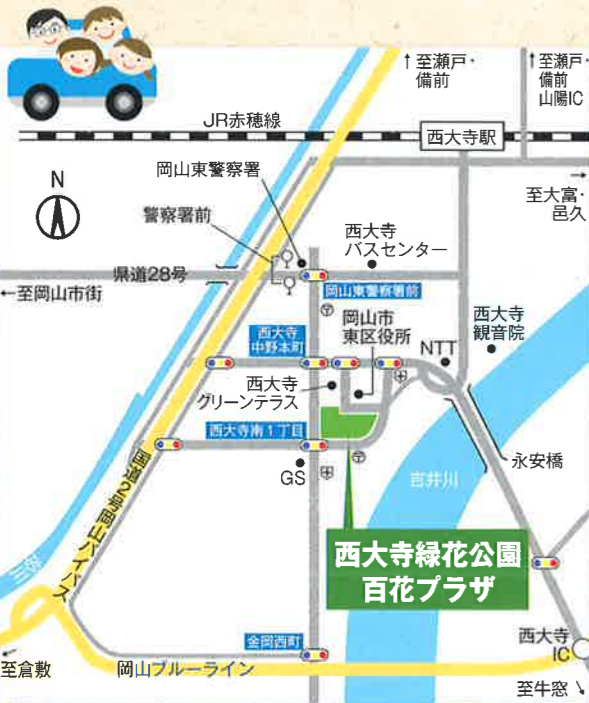 ↑至瀬戸・
備前
↑至瀬戸・
備前
山陽IC
JR赤穂線
西大寺駅
岡山東警察署
N
→
至大富・
邑久
警察署前
西大寺
バスセンター
県道28号
←至岡山市街
岡山東警察署前
西大寺
観音院
岡山市
東区役所
西大寺
中野本町
NTT
西大寺
グリーンテラス
西大寺南1丁目
永安橋
GS
吉井川
国道2号岡山バイパス
砂川
西大寺緑花公園
百花プラザ
金岡西町
西大寺
IC
←
至倉敷
岡山ブルーライン
至牛窓↘